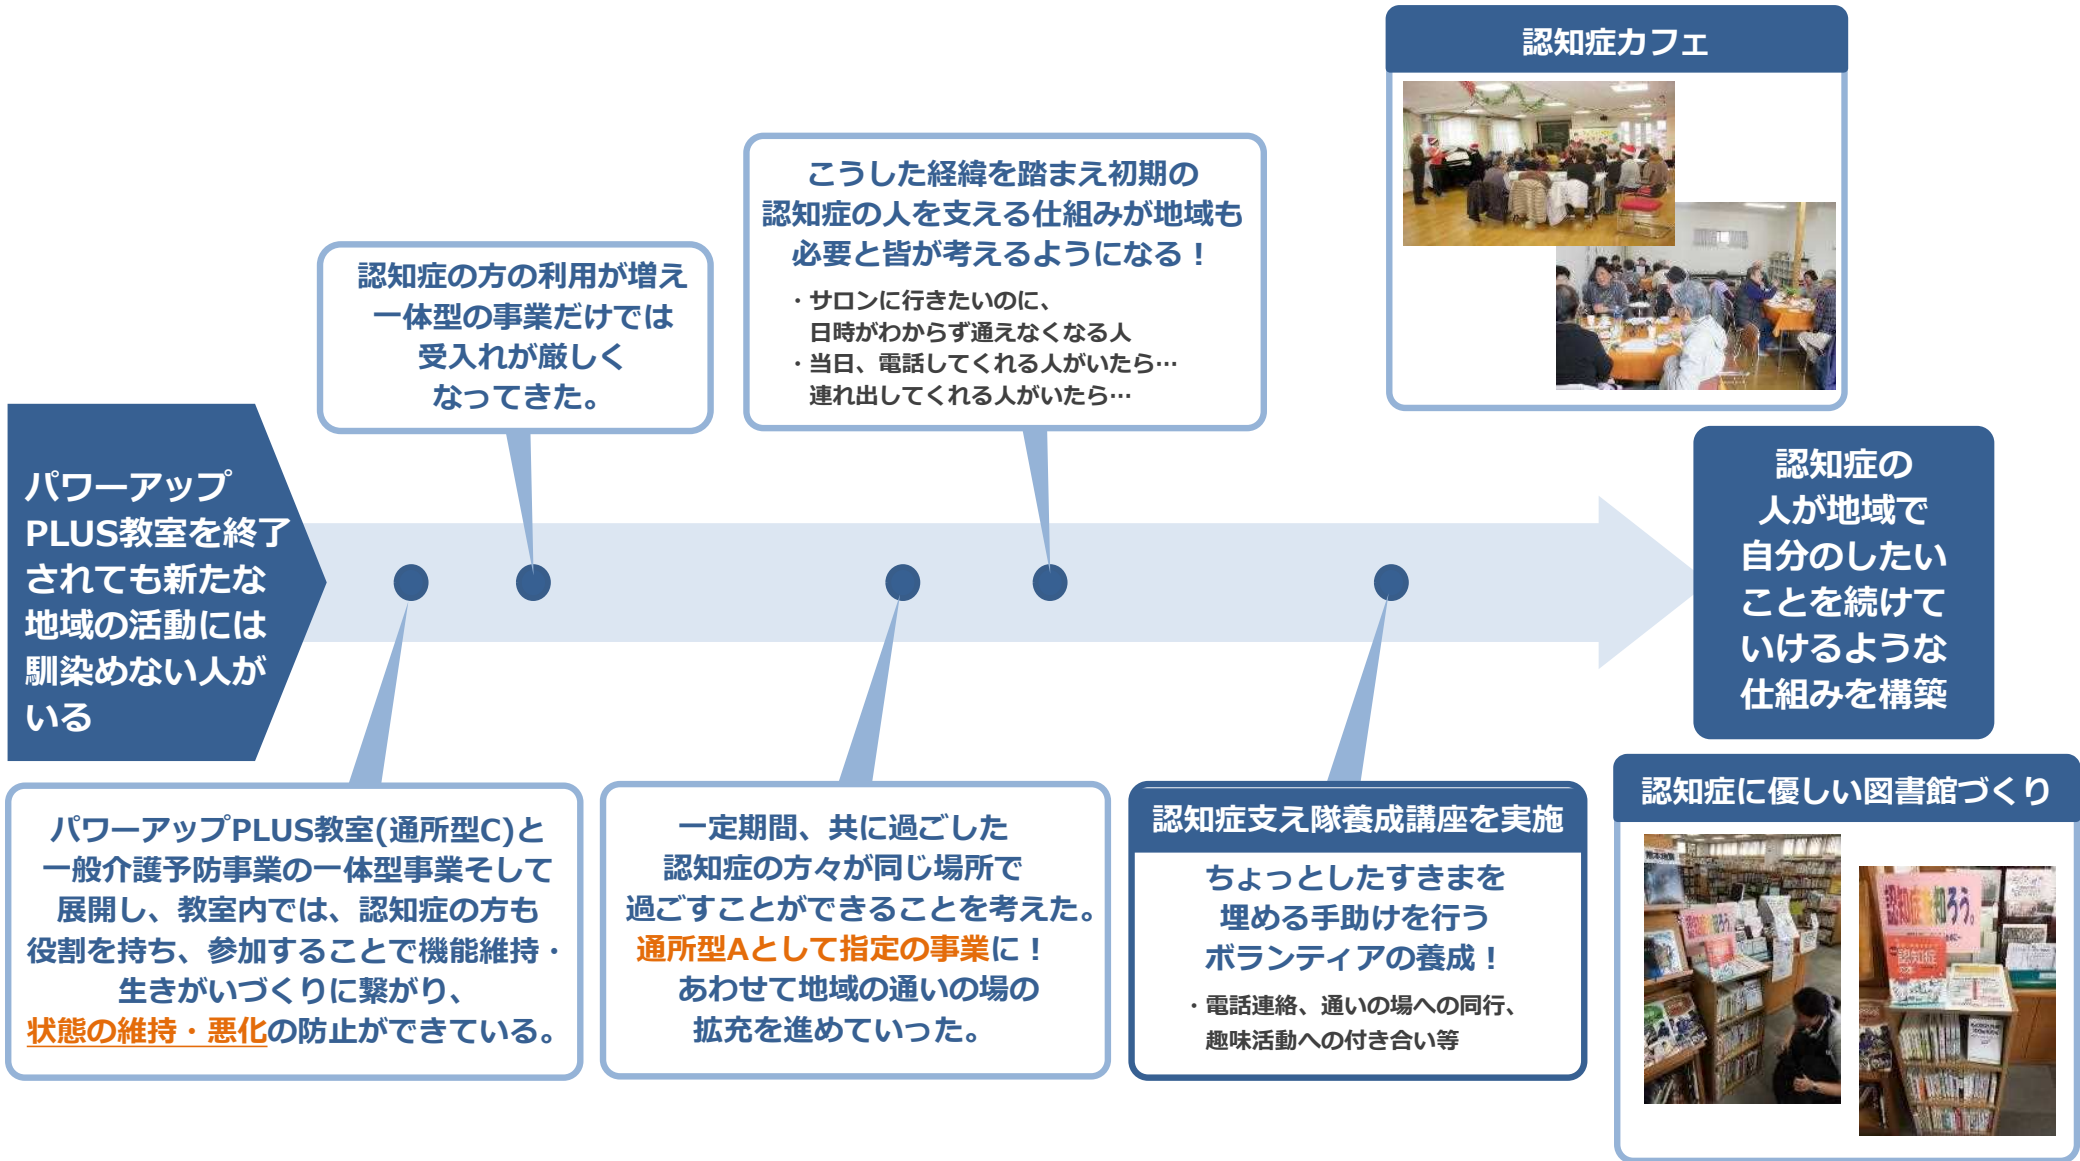 認知症カフェ
こうした経緯を踏まえ初期の
認知症の人を支える仕組みが地域も
必要と皆が考えるようになる！
・サロンに行きたいのに、
日時がわからず通えなくなる人
・当日、電話してくれる人がいたら…
連れ出してくれる人がいたら…
認知症の方の利用が増え
一体型の事業だけでは
受入れが厳しく
なってきた。
パワーアップ
PLUS教室を終了
されても新たな
地域の活動には
馴染めない人が
いる
認知症の
人が地域で
自分のしたい
ことを続けて
いけるような
仕組みを構築
パワーアップPLUS教室(通所型C)と
一般介護予防事業の一体型事業そして
展開し、教室内では、認知症の方も
役割を持ち、参加することで機能維持・
生きがいづくりに繋がり、
状態の維持・悪化の防止ができている。
一定期間、共に過ごした
認知症の方々が同じ場所で
過ごすことができることを考えた。
通所型Aとして指定の事業に！
あわせて地域の通いの場の
拡充を進めていった。
認知症支え隊養成講座を実施
ちょっとしたすきまを
埋める手助けを行う
ボランティアの養成！
・電話連絡、通いの場への同行、
趣味活動への付き合い等
認知症に優しい図書館づくり
認知症を知ろう。
認知症